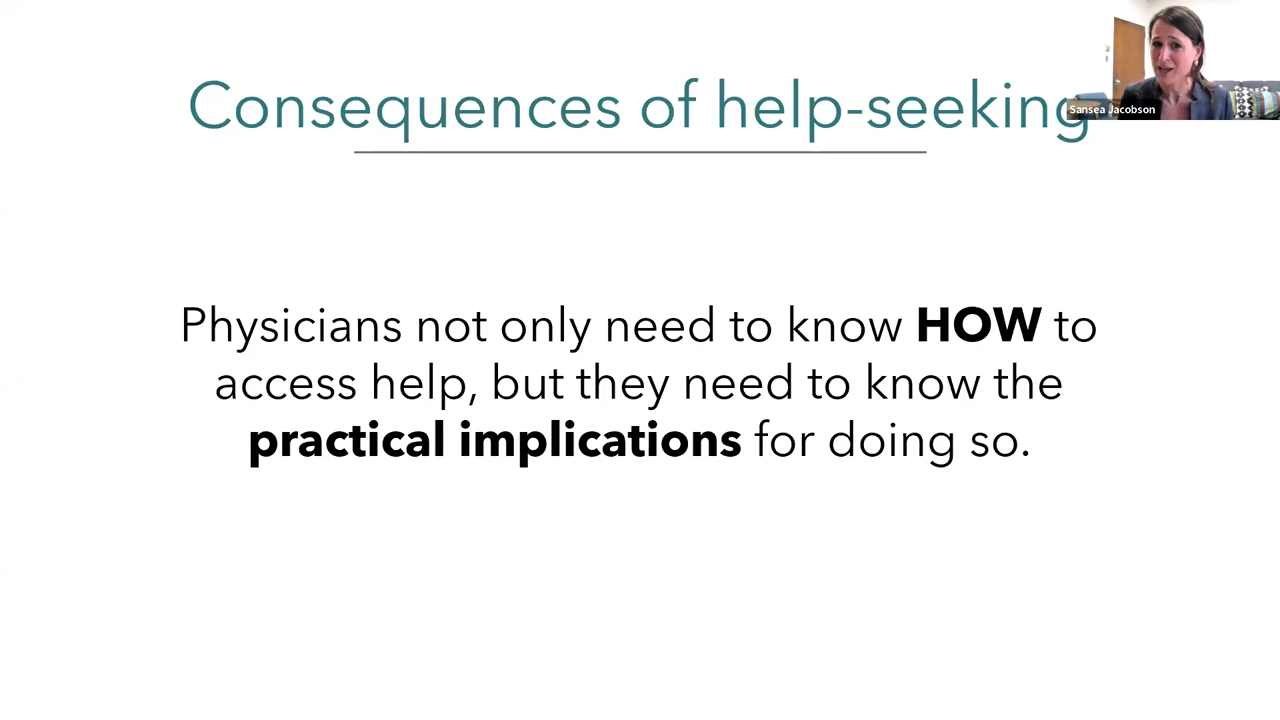 Consequences of help-seeking
Sansea Jacobson
Physicians not only need to know HOW to
access help, but they need to know the
practical implications for doing so.